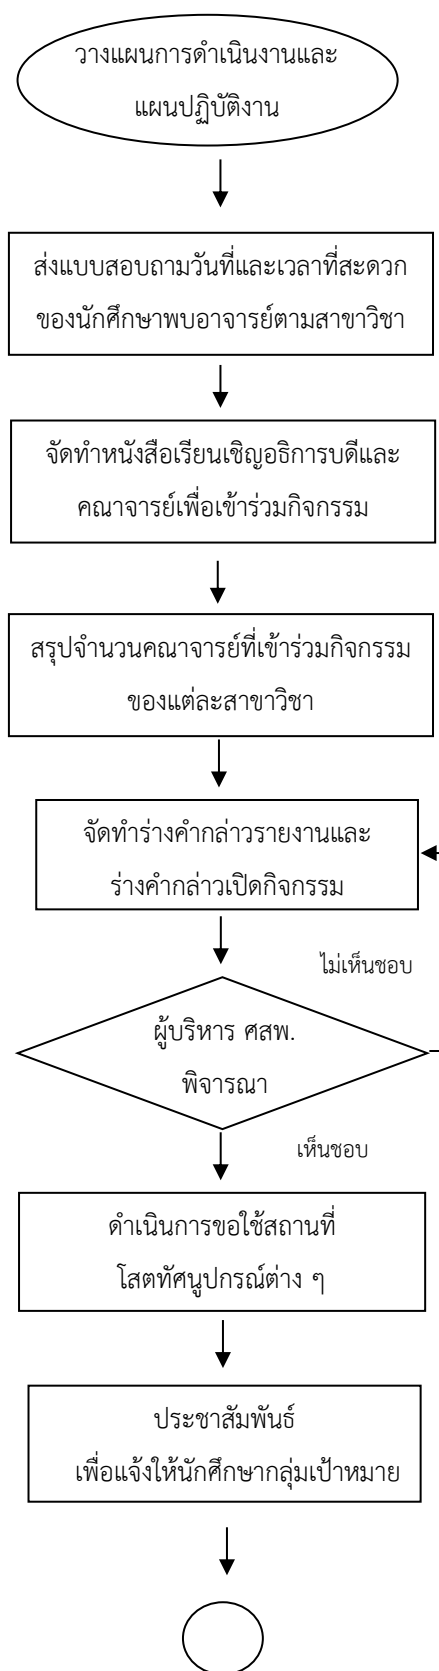 วางแผนการดำเนินงานและ
แผนปฏิบัติงาน
ส่งแบบสอบถามวันที่และเวลาที่สะดวก
ของนักศึกษาพบอาจารย์ตามสาขาวิชา
จัดทำหนังสือเรียนเชิญอธิการบดีและ
คณาจารย์เพื่อเข้าร่วมกิจกรรม
สรุปจำนวนคณาจารย์ที่เข้าร่วมกิจกรรม
ของแต่ละสาขาวิชา
จัดทำร่างคำกล่าวรายงานและ
ร่างคำกล่าวเปิดกิจกรรม
ไม่เห็นชอบ
ผู้บริหาร ศสพ.
พิจารณา
เห็นชอบ
ดำเนินการขอใช้สถานที่
โสตทัศนูปกรณ์ต่าง ๆ
ประชาสัมพันธ์
เพื่อแจ้งให้นักศึกษากลุ่มเป้าหมาย